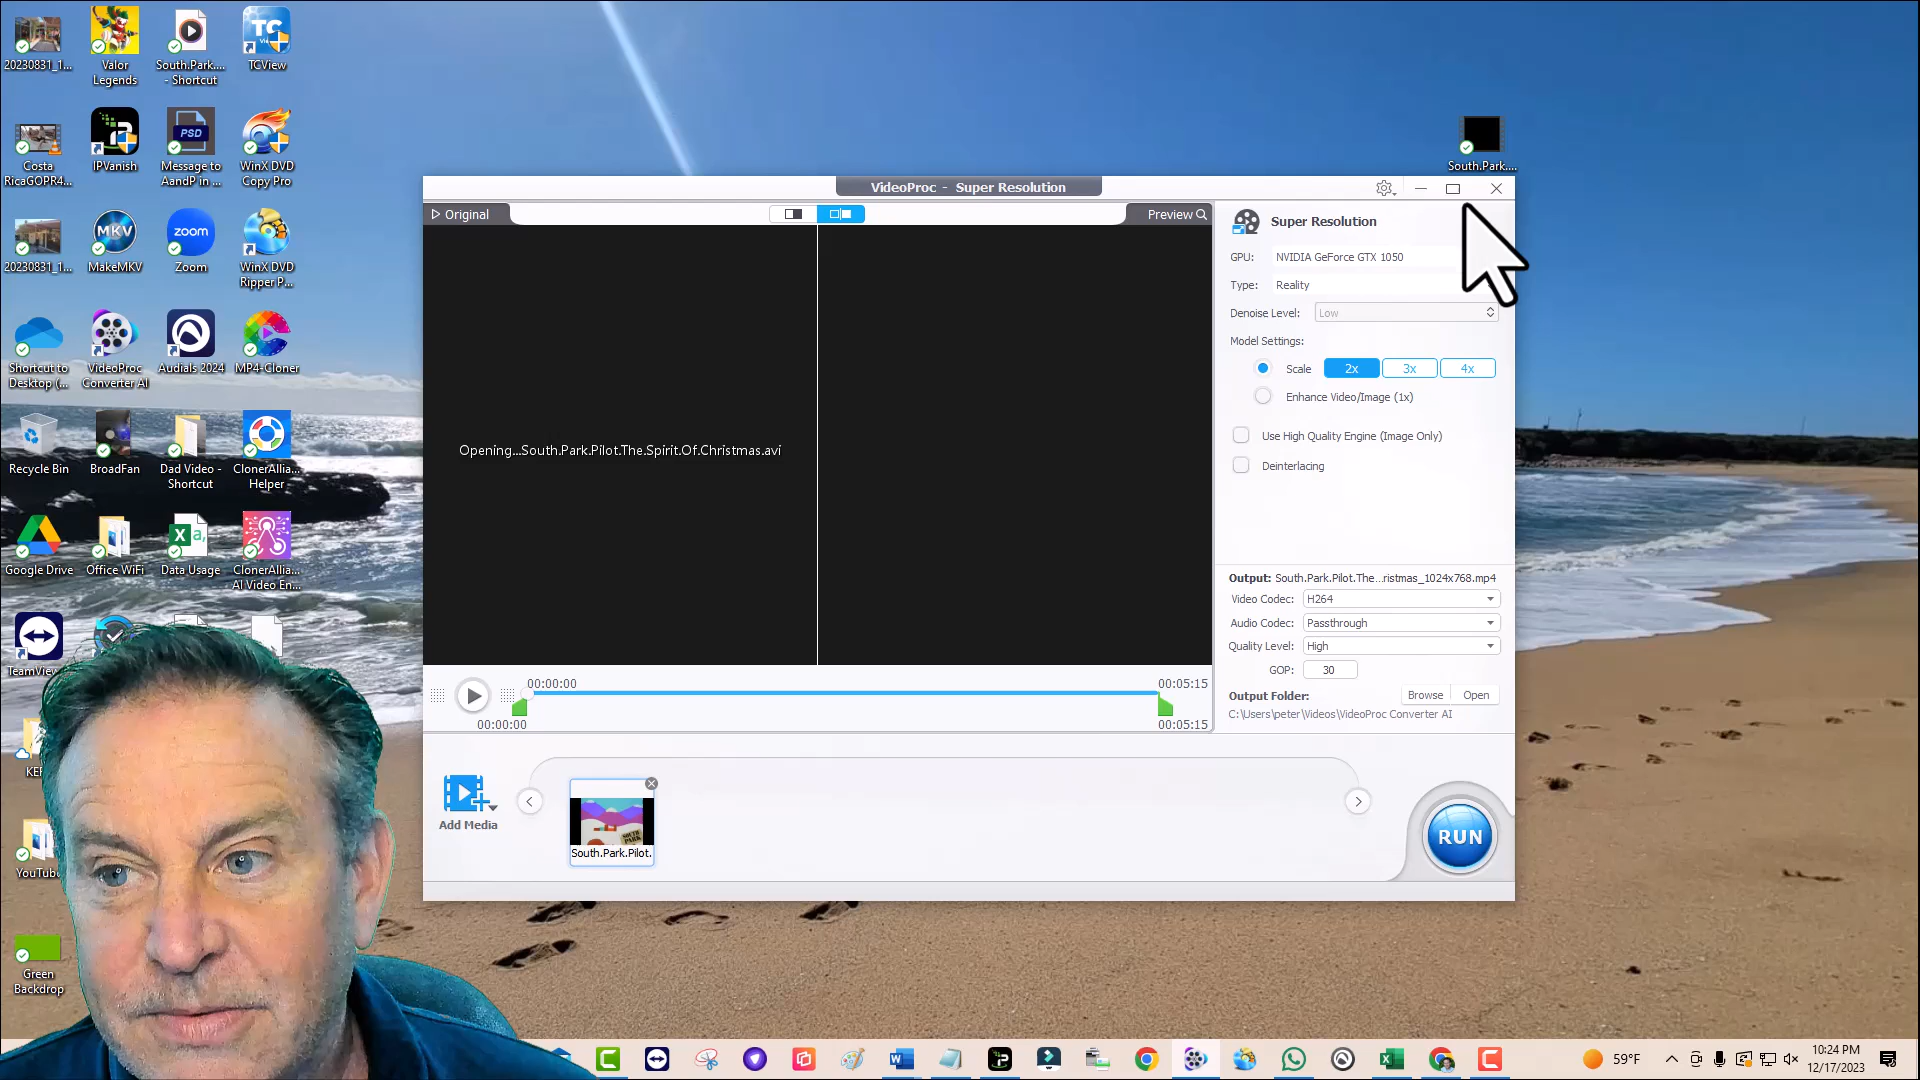 20230831_1...
Valor
Legends
South.Park....
- Shortcut
TCView
Costa
RicaGOPR4...
IPVanish
PSD
Message to
AandP in ...
WinX DVD
Copy Pro
South.Park....
20230831_1...
MKV
MakeMKV
zoom
Zoom
WinX DVD
Ripper P...
Shortcut to
Desktop (...
VideoProc
Converter AI
Audials 2024
MP4-Cloner
Recycle Bin
BroadFan
Dad Video -
Shortcut
ClonerAllia...
Helper
Google Drive
Office WiFi
Data Usage
ClonerAllia...
AI Video En...
TeamView
KEE
YouTube
Green
Backdrop
VideoProc - Super Resolution
Original
Preview
Opening...South.Park.Pilot.The.Spirit.Of.Christmas.avi
Super Resolution
GPU: NVIDIA GeForce GTX 1050
Type: Reality
Denoise Level: Low
Model Settings:
Scale 2x 3x 4x
Enhance Video/Image (1x)
Use High Quality Engine (Image Only)
Deinterlacing
Output: South.Park.Pilot.The...ristmas_1024x768.mp4
Video Codec: H264
Audio Codec: Passthrough
Quality Level: High
GOP: 30
Output Folder: Browse Open
C:\Users\peter\Videos\VideoProc Converter AI
00:00:00
00:05:15
00:00:00
00:05:15
Add Media
SOUTH
PARK
South.Park.Pilot.
RUN
59°F
10:24 PM
12/17/2023